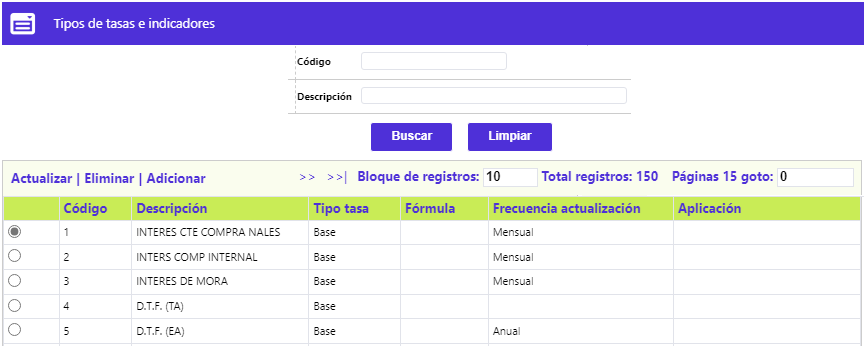 Tipos de tasas e indicadores
Código
Descripción
Buscar Limpiar
Actualizar | Eliminar | Adicionar >> >>| Bloque de registros: 10 Total registros: 150 Páginas 15 goto: 0
Código Descripción Tipo tasa Fórmula Frecuencia actualización Aplicación
1 INTERES CTE COMPRA NALES Base Mensual
2 INTERS COMP INTERNAL Base Mensual
3 INTERES DE MORA Base Mensual
4 D.T.F. (TA) Base
5 D.T.F. (EA) Base Anual